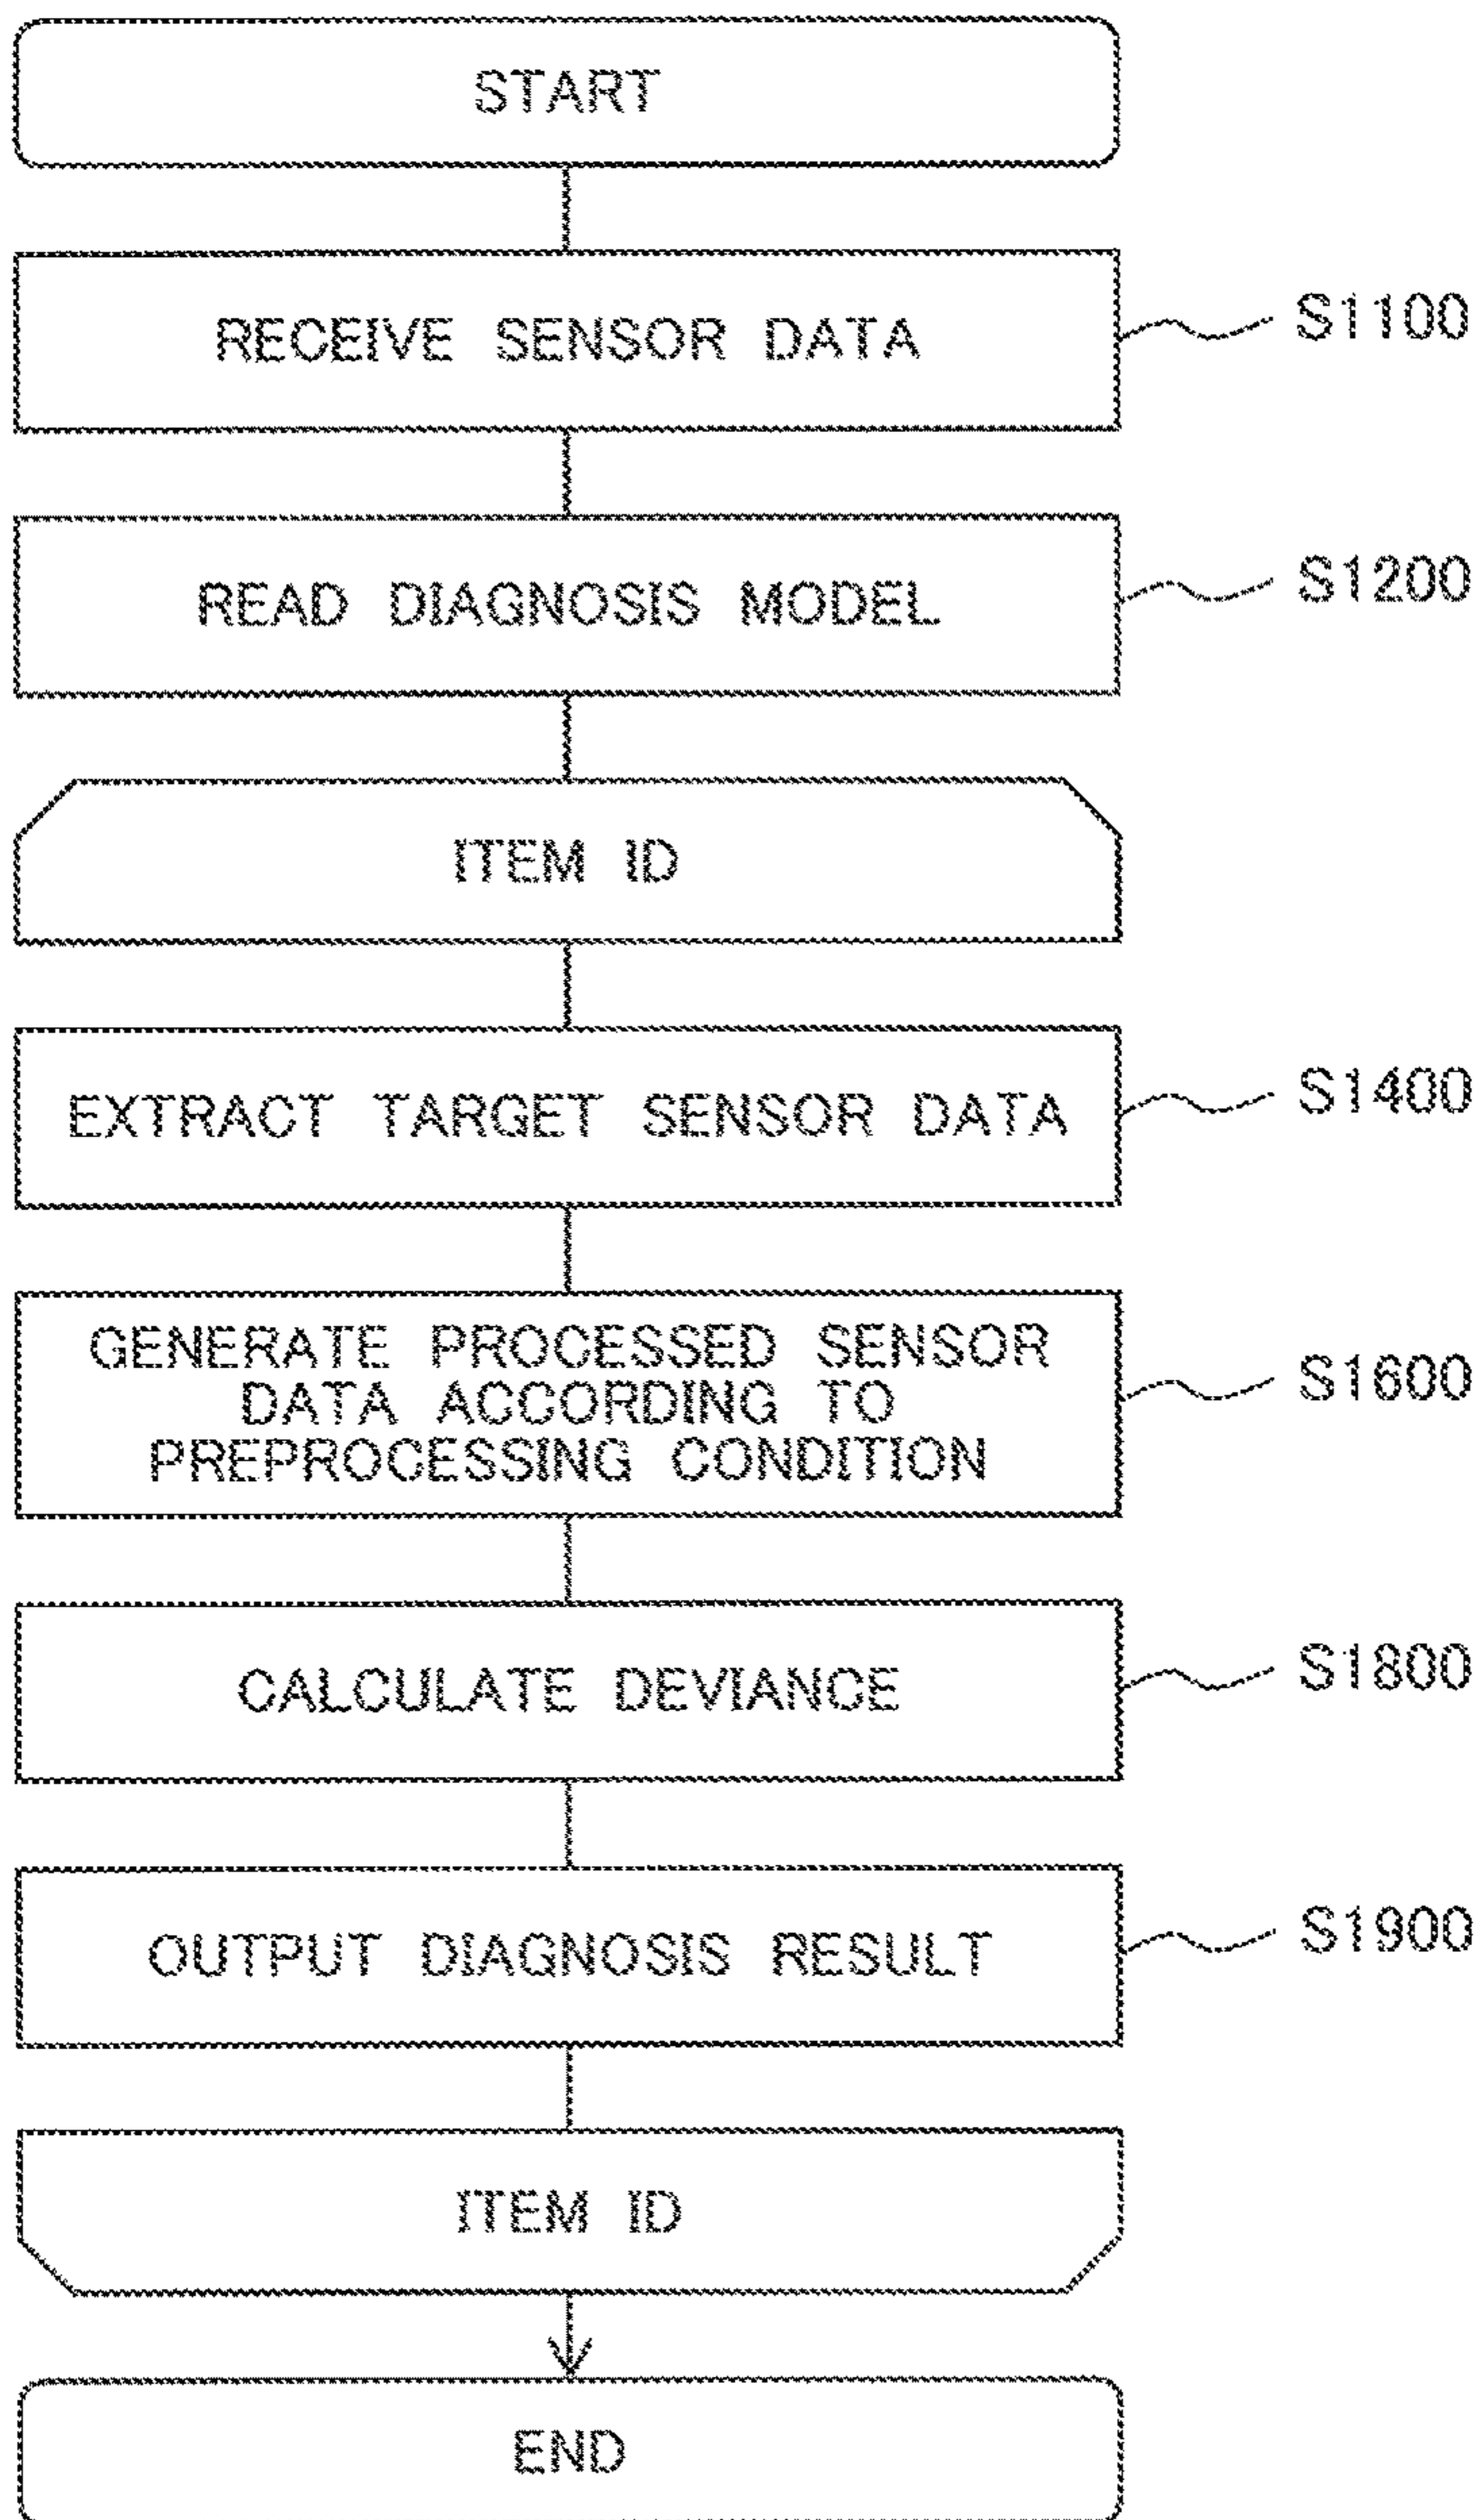 START
RECEIVE SENSOR DATA
S1100
READ DIAGNOSIS MODEL
S1200
ITEM ID
EXTRACT TARGET SENSOR DATA
S1400
GENERATE PROCESSED SENSOR
DATA ACCORDING TO
PREPROCESSING CONDITION
S1600
CALCULATE DEVIANCE
S1800
OUTPUT DIAGNOSIS RESULT
S1900
ITEM ID
END